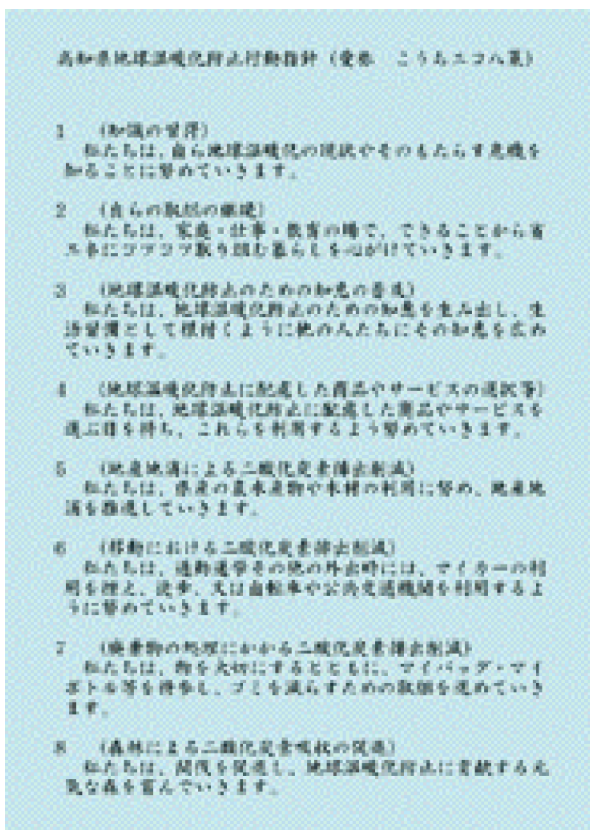 高知県地球温暖化防止行動指針（愛称　こうちエコ八策）
1　（知識の習得）
私たちは、自ら地球温暖化の現状やそのもたらす危機を
知ることに努めていきます。
2　（自らの取組の継続）
私たちは、家庭・仕事・教育の場で、できることから省
エネにコツコツ取り組む暮らしを心がけていきます。
3　（地球温暖化防止のための知恵の普及）
私たちは、地球温暖化防止のための知恵を生み出し、生
活習慣として根付くように他の人たちにその知恵を広め
ていきます。
4　（地球温暖化防止に配慮した商品やサービスの選択等）
私たちは、地球温暖化防止に配慮した商品やサービスを
選ぶ目を持ち、これらを利用するよう努めていきます。
5　（地産地消による二酸化炭素排出削減）
私たちは、県産の農水産物や木材の利用に努め、地産地
消を推進していきます。
6　（移動における二酸化炭素排出削減）
私たちは、通勤通学その他の外出時には、マイカーの利
用を控え、徒歩、又は自転車や公共交通機関を利用するよ
うに努めていきます。
7　（廃棄物の処理にかかる二酸化炭素排出削減）
私たちは、物を大切にするとともに、マイバッグ・マイ
ボトル等を持参し、ゴミを減らすための取組を進めていき
ます。
8　（森林による二酸化炭素吸収の促進）
私たちは、間伐を促進し、地球温暖化防止に貢献する元
気な森を育んでいきます。